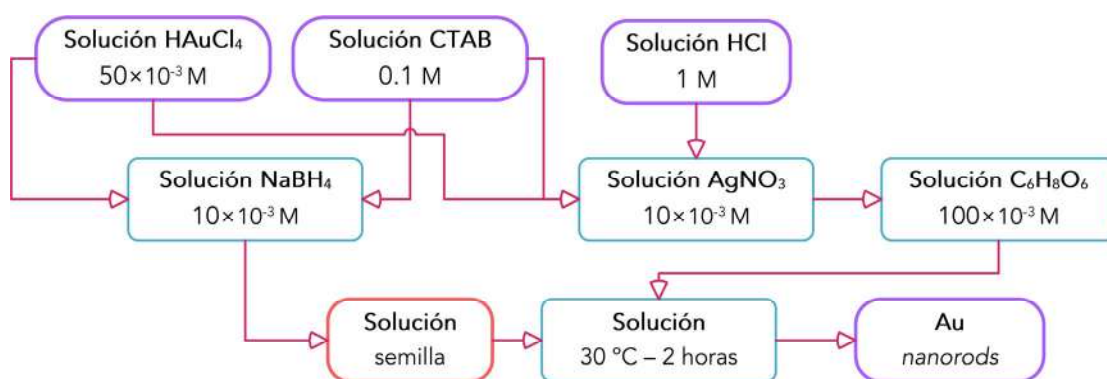 Solución HAuCl₄
50×10⁻³ M
Solución CTAB
0.1 M
Solución HCl
1 M
Solución NaBH₄
10×10⁻³ M
Solución AgNO₃
10×10⁻³ M
Solución C₆H₈O₆
100×10⁻³ M
Solución
semilla
Solución
30 ºC – 2 horas
Au
nanorods